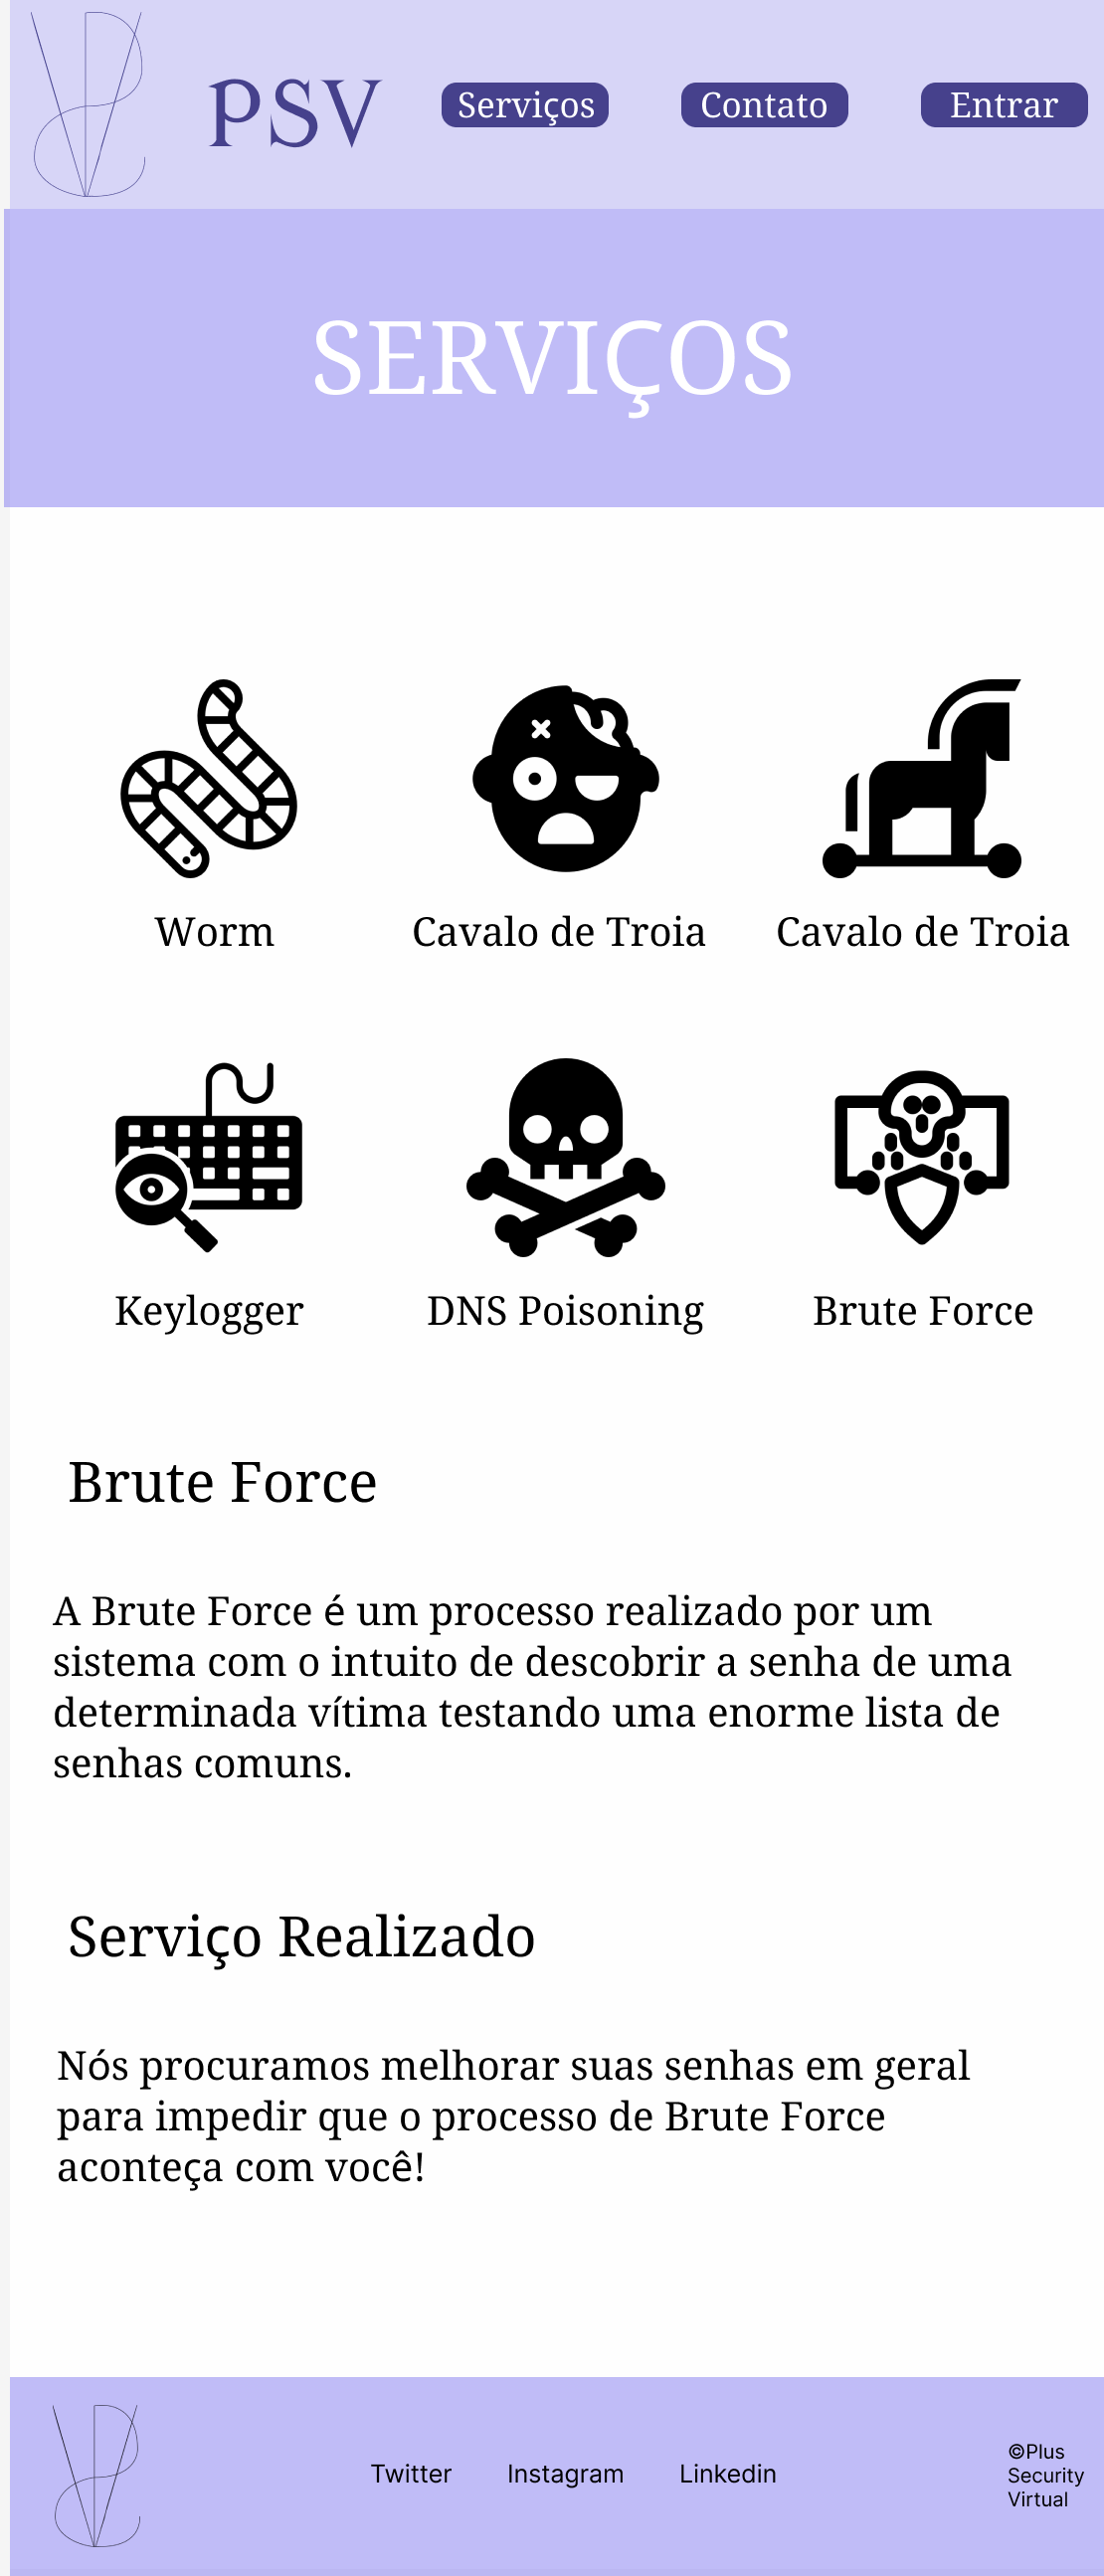 PSV
Serviços
Contato
Entrar
SERVIÇOS
Worm
Cavalo de Troia
Cavalo de Troia
Keylogger
DNS Poisoning
Brute Force
Brute Force
A Brute Force é um processo realizado por um
sistema com o intuito de descobrir a senha de uma
determinada vítima testando uma enorme lista de
senhas comuns.
Serviço Realizado
Nós procuramos melhorar suas senhas em geral
para impedir que o processo de Brute Force
aconteça com você!
Twitter
Instagram
Linkedin
©Plus
Security
Virtual